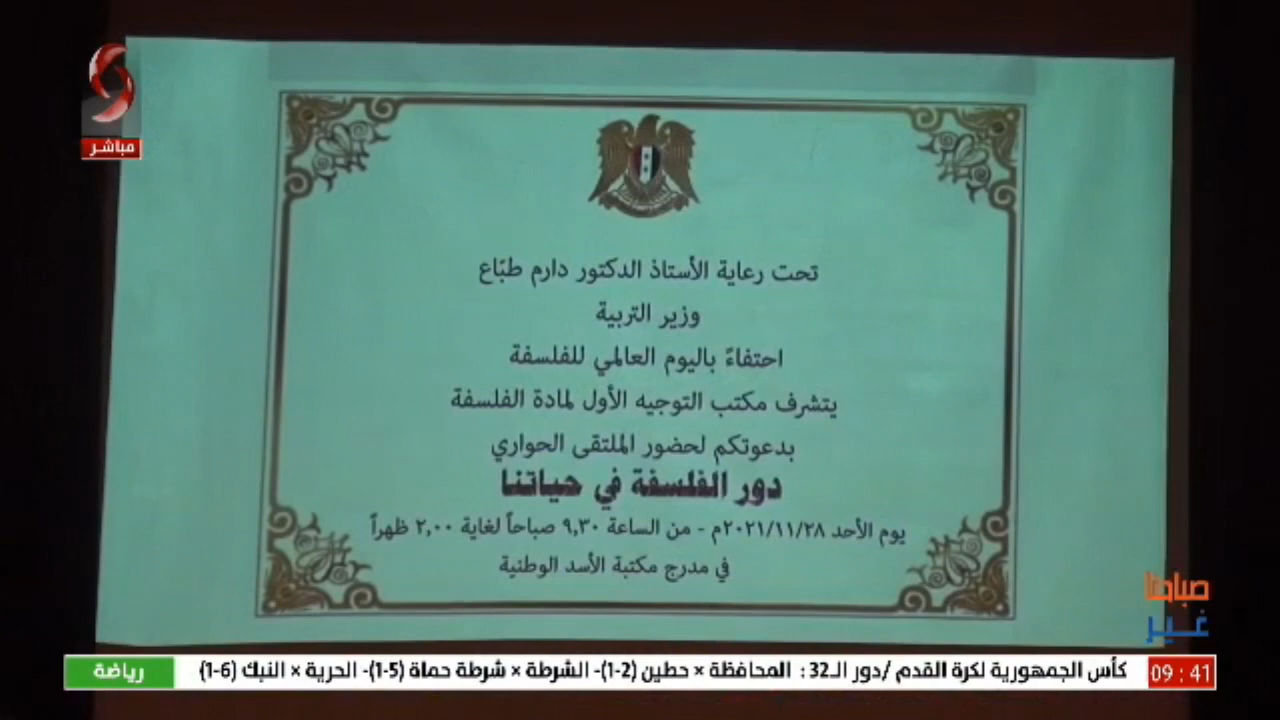 مباشر
تحت رعاية الأستاذ الدكتور دارم طبّاع
وزير التربية
احتفاءً باليوم العالمي للفلسفة
يتشرف مكتب التوجيه الأول لمادة الفلسفة
بدعوتكم لحضور الملتقى الحواري
دور الفلسفة في حياتنا
يوم الأحد ٢٠٢١/١١/٢٨م - من الساعة ٩,٣٠ صباحاً لغاية ٢,٠٠ ظهراً
في مدرج مكتبة الأسد الوطنية
صباحنا
غير
09 : 41 كأس الجمهورية لكرة القدم /دور الـ32 : المحافظة × حطين (2-1)- الشرطة × شرطة حماة (5-1)- الحرية × النبك (6-1) رياضة